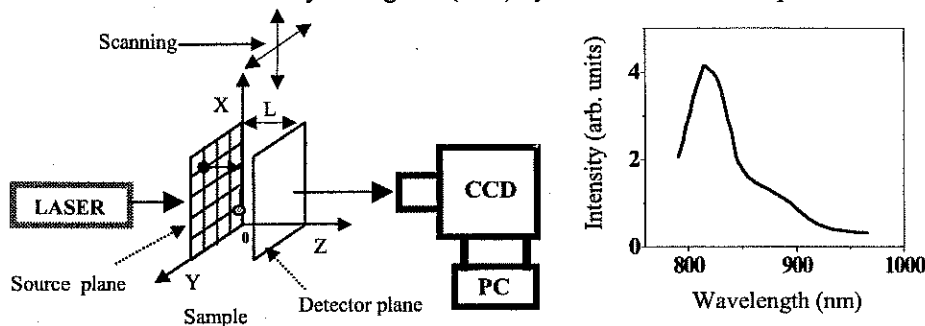 Scanning
X
L
LASER
CCD
0
Z
Source plane
Y
Detector plane
PC
Sample
Intensity (arb. units)
4
2
0
800
900
1000
Wavelength (nm)